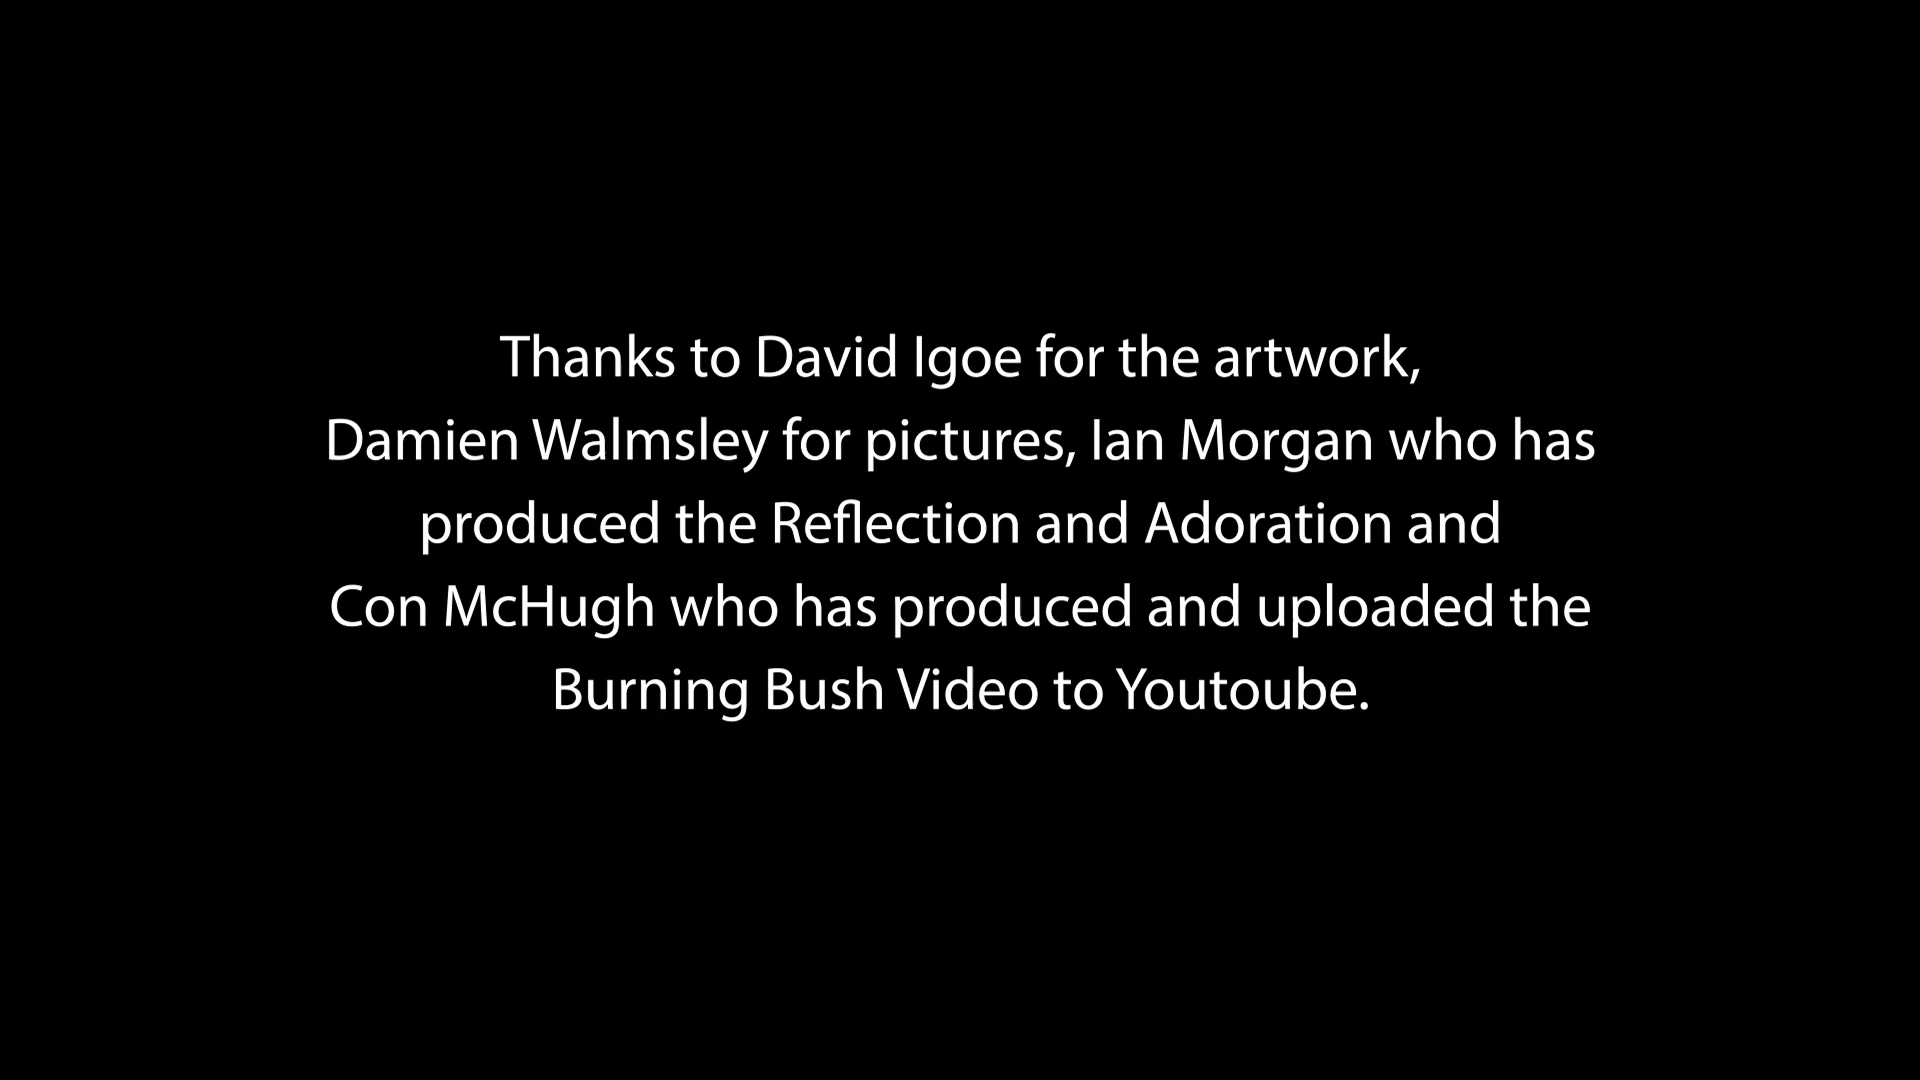 Thanks to David Igoe for the artwork,
Damien Walmsley for pictures, Ian Morgan who has
produced the Reflection and Adoration and
Con McHugh who has produced and uploaded the
Burning Bush Video to Youtoube.